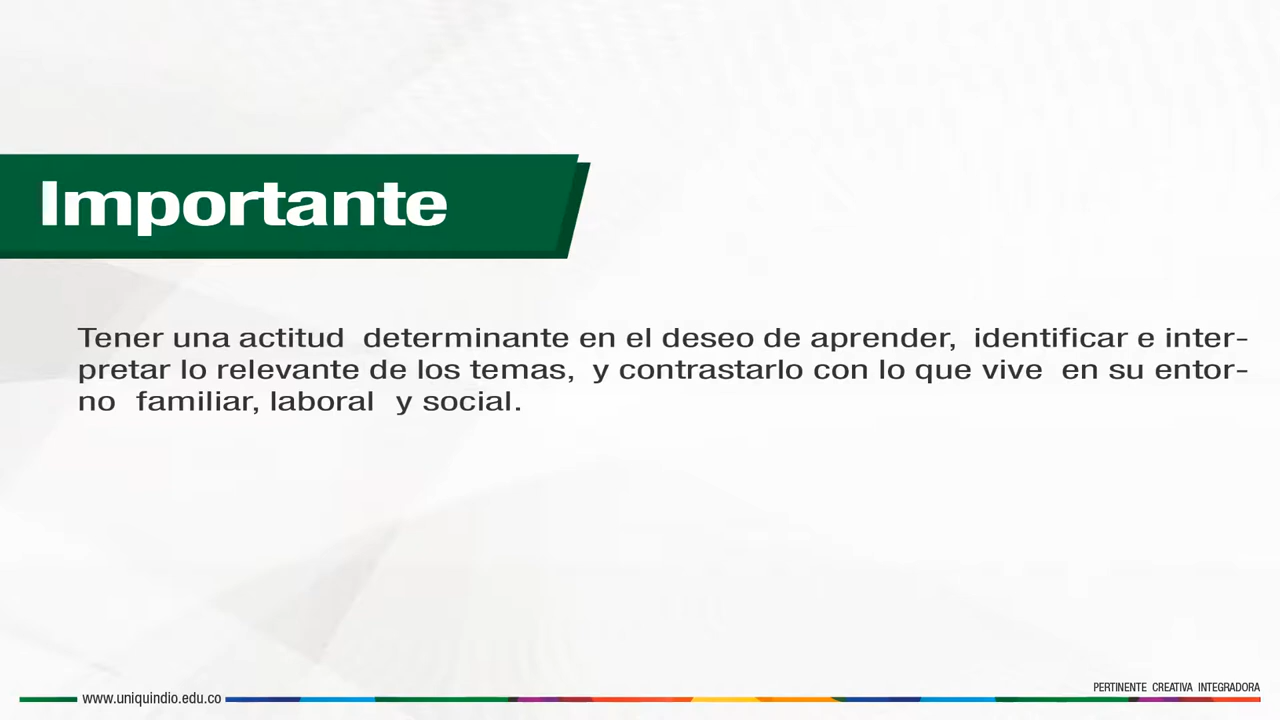 Importante
Tener una actitud determinante en el deseo de aprender, identificar e inter-
pretar lo relevante de los temas, y contrastarlo con lo que vive en su entor-
no familiar, laboral y social.
PERTINENTE CREATIVA INTEGRADORA
www.uniquindio.edu.co